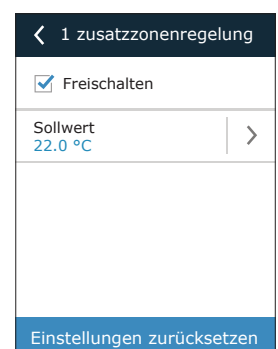 1 zusatzzonenregelung
Freischalten
Sollwert
22.0 °C
Einstellungen zurücksetzen